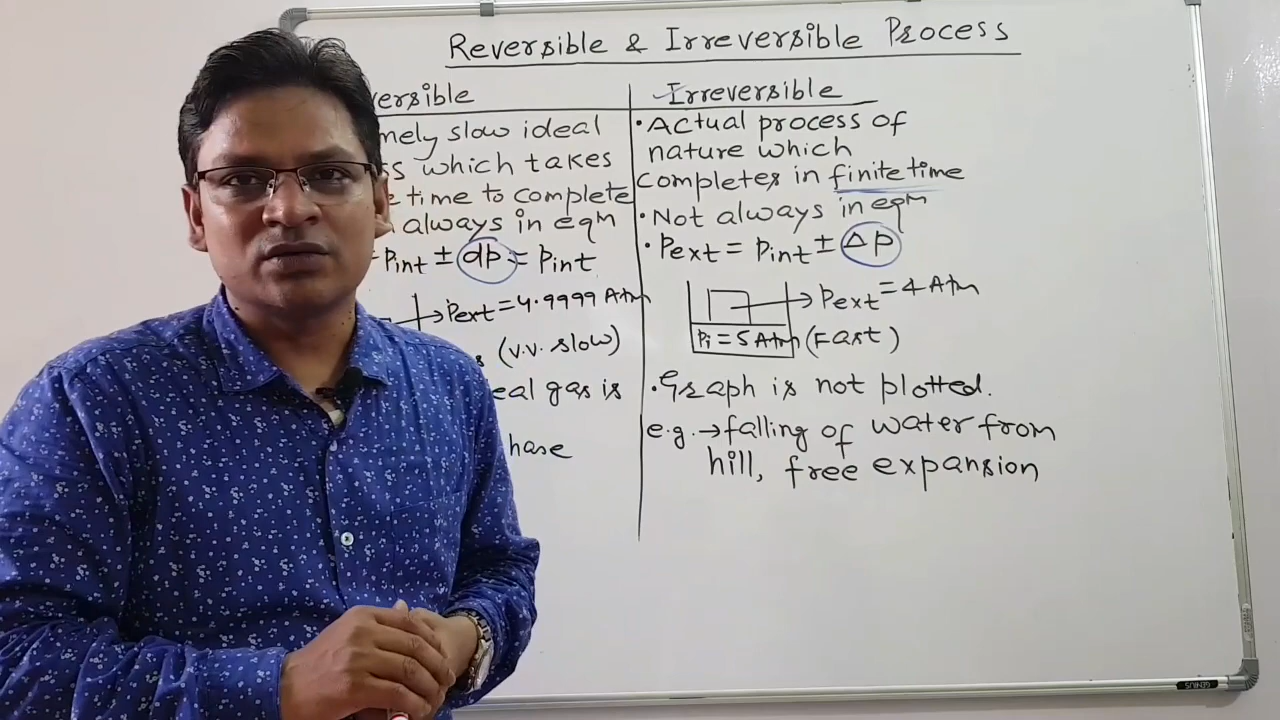 Reversible & Irreversible Process
versible
mely slow ideal
ss which takes
e time to complete
always in eqm
= Pint ± dp = Pint
Pext = 4.9999 Atm
s (v.v. slow)
eal gas is
hase
Irreversible
• Actual process of
nature which
completes in finite time
• Not always in eqm
• Pext = Pint ± Δp
Pext = 4 Atm
Pi = 5 Atm (Fast)
• Graph is not plotted.
e.g. → falling of water from
hill, free expansion
GENIUS